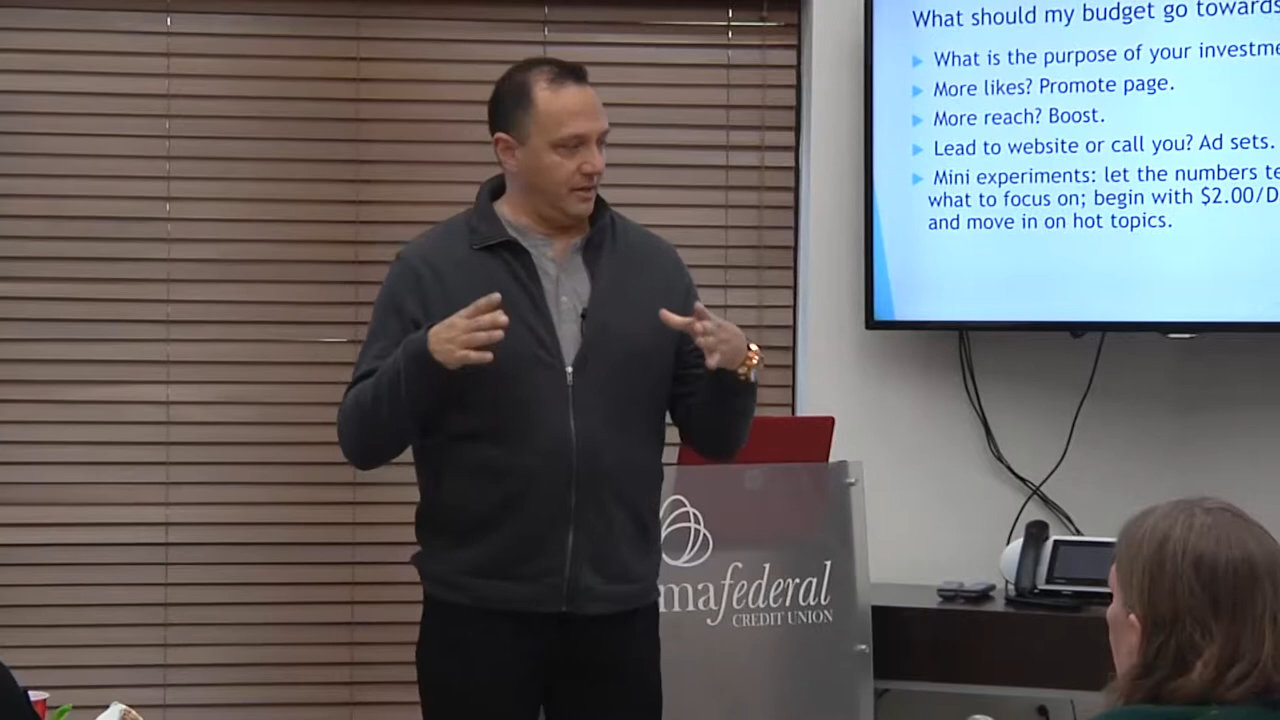 What should my budget go towards
What is the purpose of your
More likes? Promote page.
More reach? Boost.
Lead to website or call you? Ad sets.
Mini experiments: let the numbers
what to focus on; begin with $2.00/D
and move in on hot topics.
mafederal
CREDIT UNION